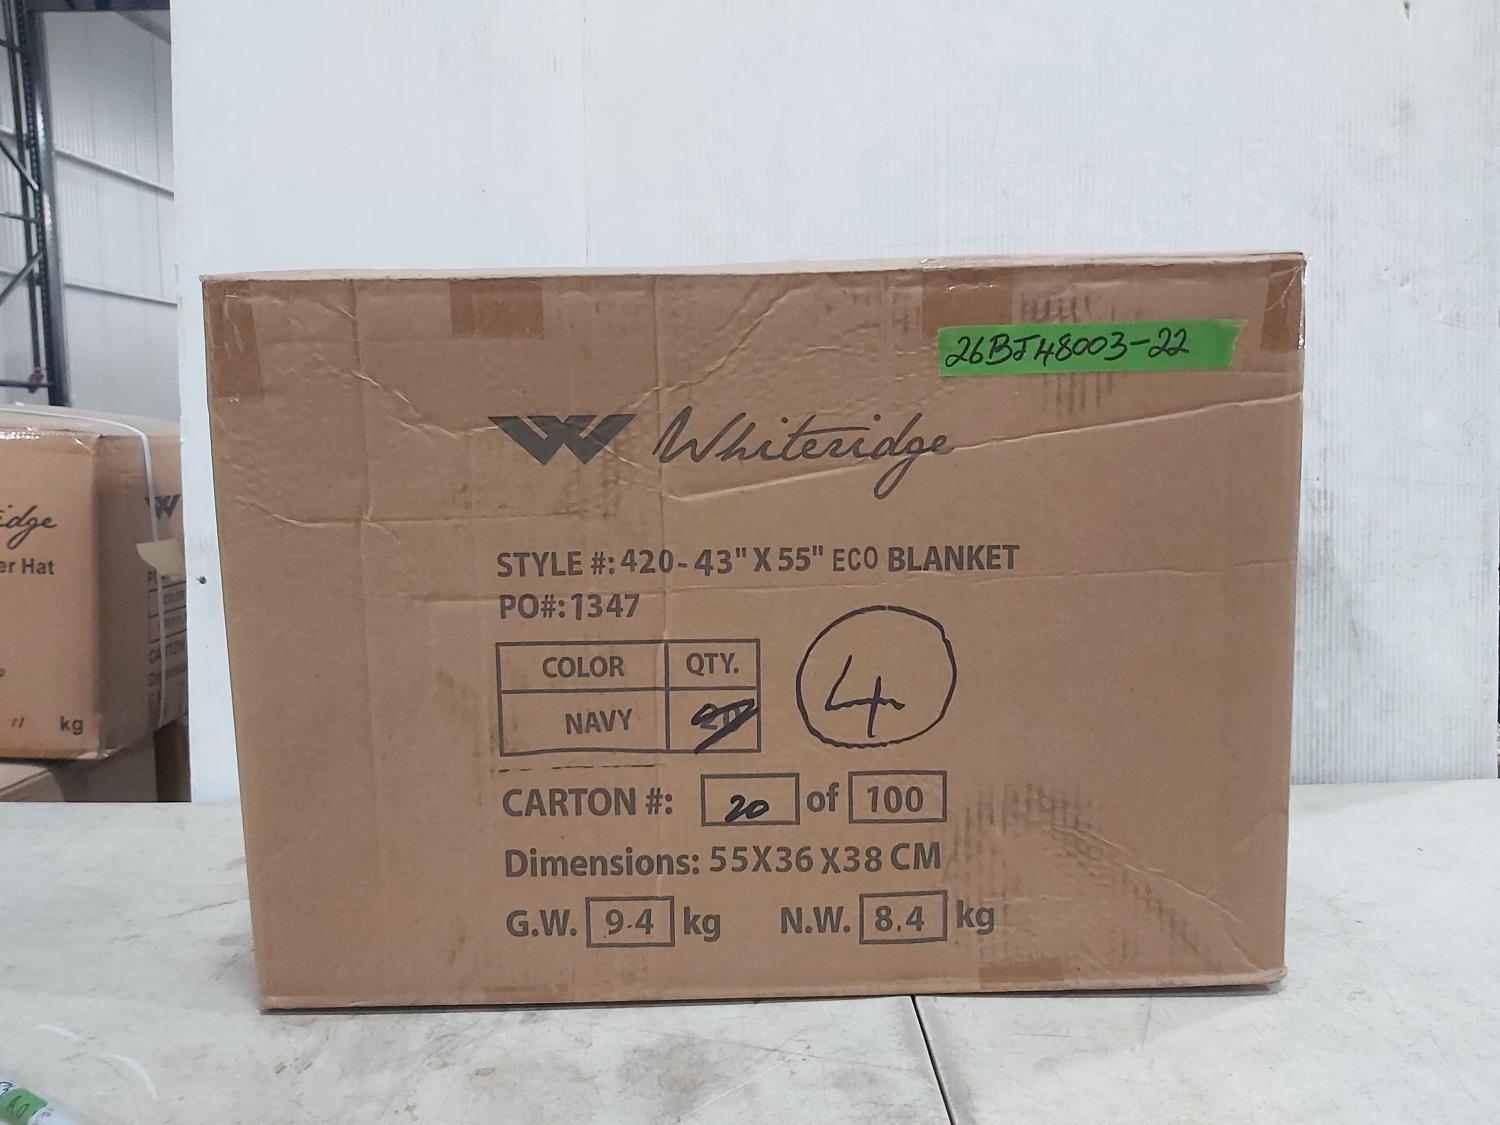 26BJ48003-22
W Whiteridge
STYLE #: 420 - 43" X 55" ECO BLANKET
PO#: 1347
COLOR QTY.
NAVY 20
4
CARTON #: 20 of 100
Dimensions: 55X36X38 CM
G.W. 9.4 kg N.W. 8.4 kg
idge
er Hat
kg